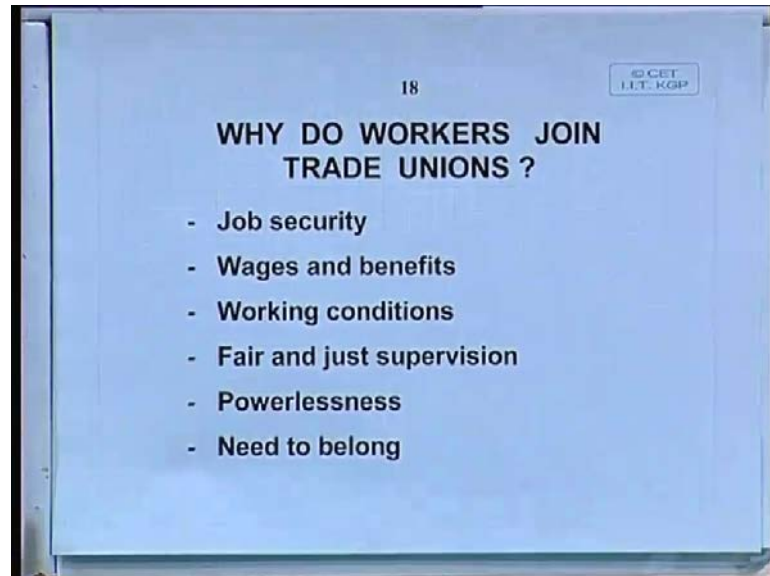 18
© CET
I.I.T. KGP
WHY DO WORKERS JOIN
TRADE UNIONS ?
- Job security
- Wages and benefits
- Working conditions
- Fair and just supervision
- Powerlessness
- Need to belong